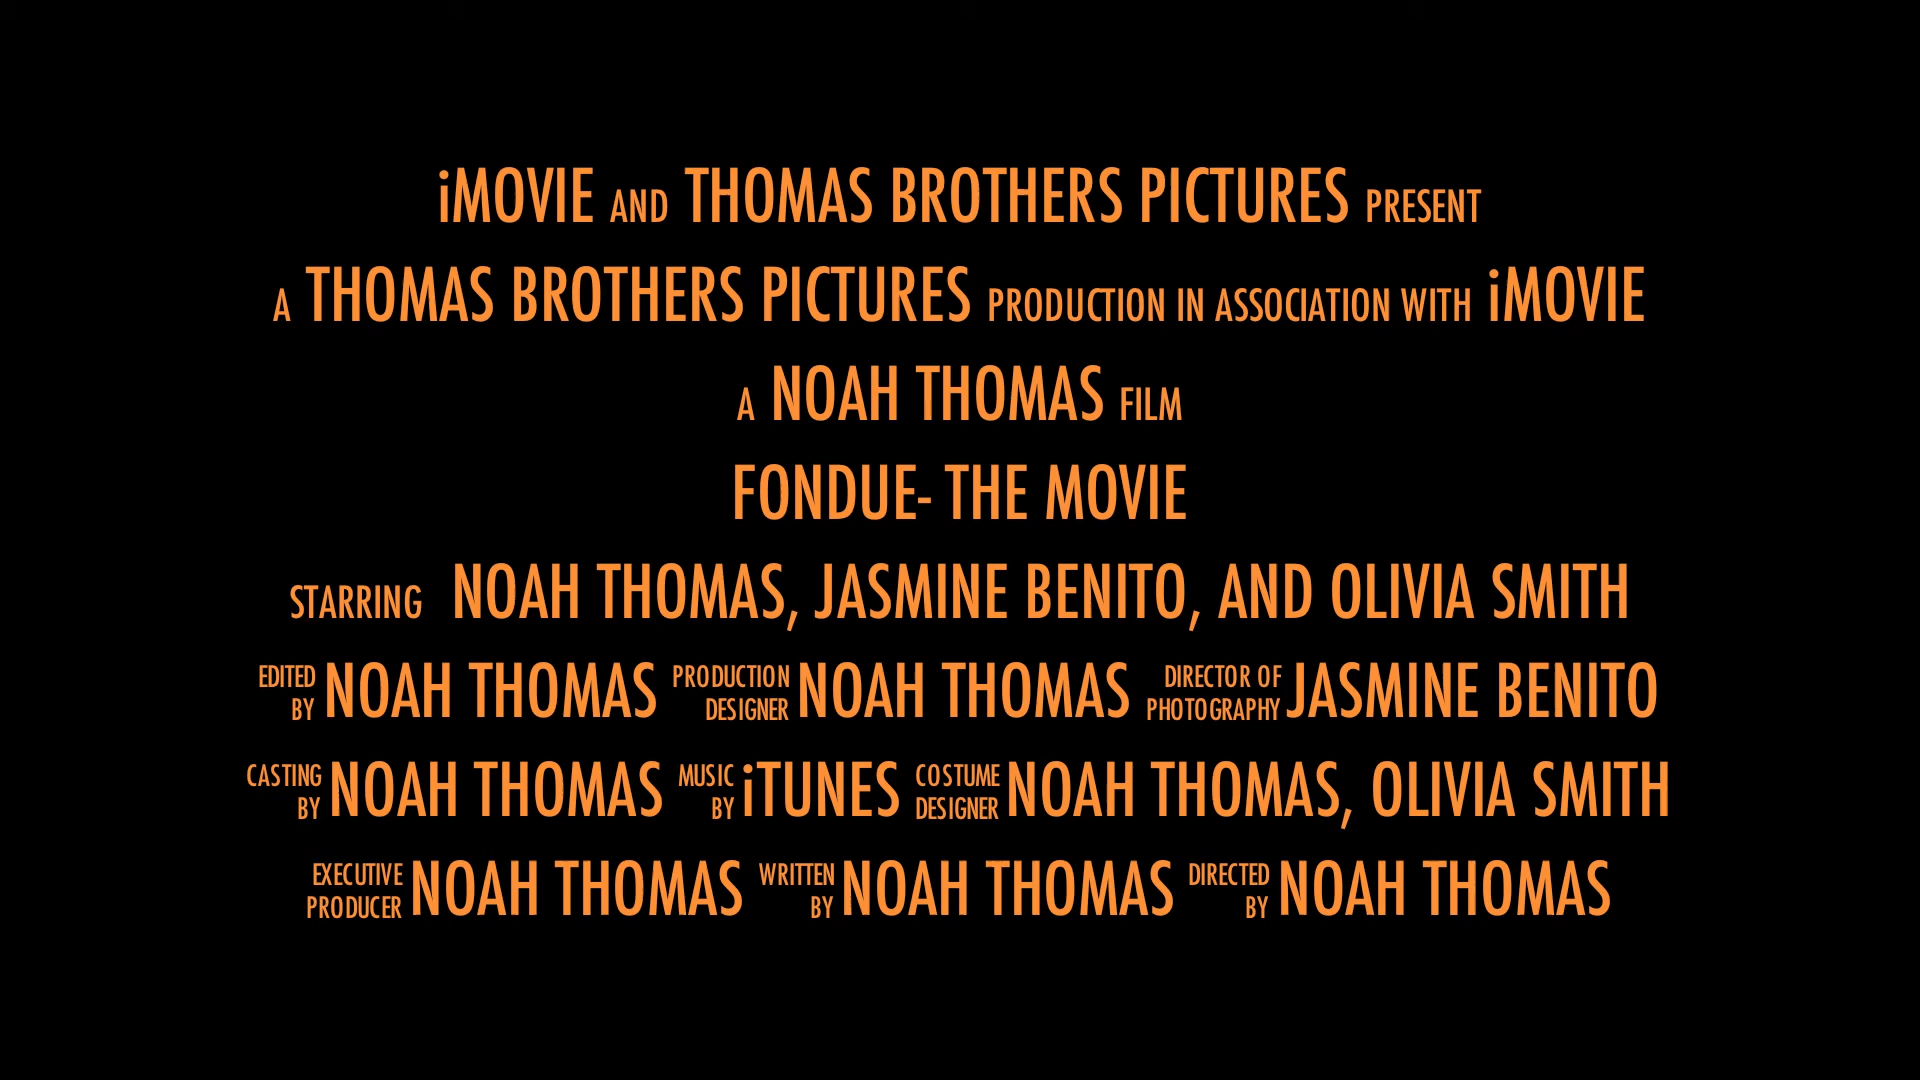 iMOVIE AND THOMAS BROTHERS PICTURES PRESENT
A THOMAS BROTHERS PICTURES PRODUCTION IN ASSOCIATION WITH iMOVIE
A NOAH THOMAS FILM
FONDUE- THE MOVIE
STARRING NOAH THOMAS, JASMINE BENITO, AND OLIVIA SMITH
EDITED BY NOAH THOMAS PRODUCTION DESIGNER NOAH THOMAS DIRECTOR OF PHOTOGRAPHY JASMINE BENITO
CASTING BY NOAH THOMAS MUSIC BY iTUNES COSTUME DESIGNER NOAH THOMAS, OLIVIA SMITH
EXECUTIVE PRODUCER NOAH THOMAS WRITTEN BY NOAH THOMAS DIRECTED BY NOAH THOMAS